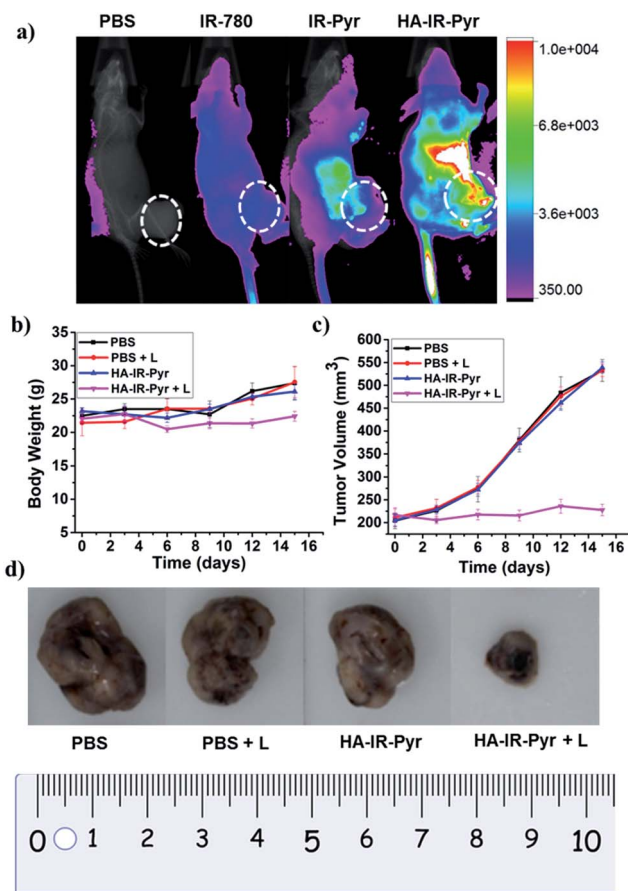 a)
PBS IR-780 IR-Pyr HA-IR-Pyr
1.0e+004
6.8e+003
3.6e+003
350.00
b)
35
30
25
20
15
10
5
Body Weight (g)
PBS
PBS + L
HA-IR-Pyr
HA-IR-Pyr + L
0 2 4 6 8 10 12 14 16
Time (days)
c)
600
550
500
450
400
350
300
250
200
Tumor Volume (mm3)
PBS
PBS + L
HA-IR-Pyr
HA-IR-Pyr + L
0 2 4 6 8 10 12 14 16
Time (days)
d)
PBS PBS + L HA-IR-Pyr HA-IR-Pyr + L
0 1 2 3 4 5 6 7 8 9 10